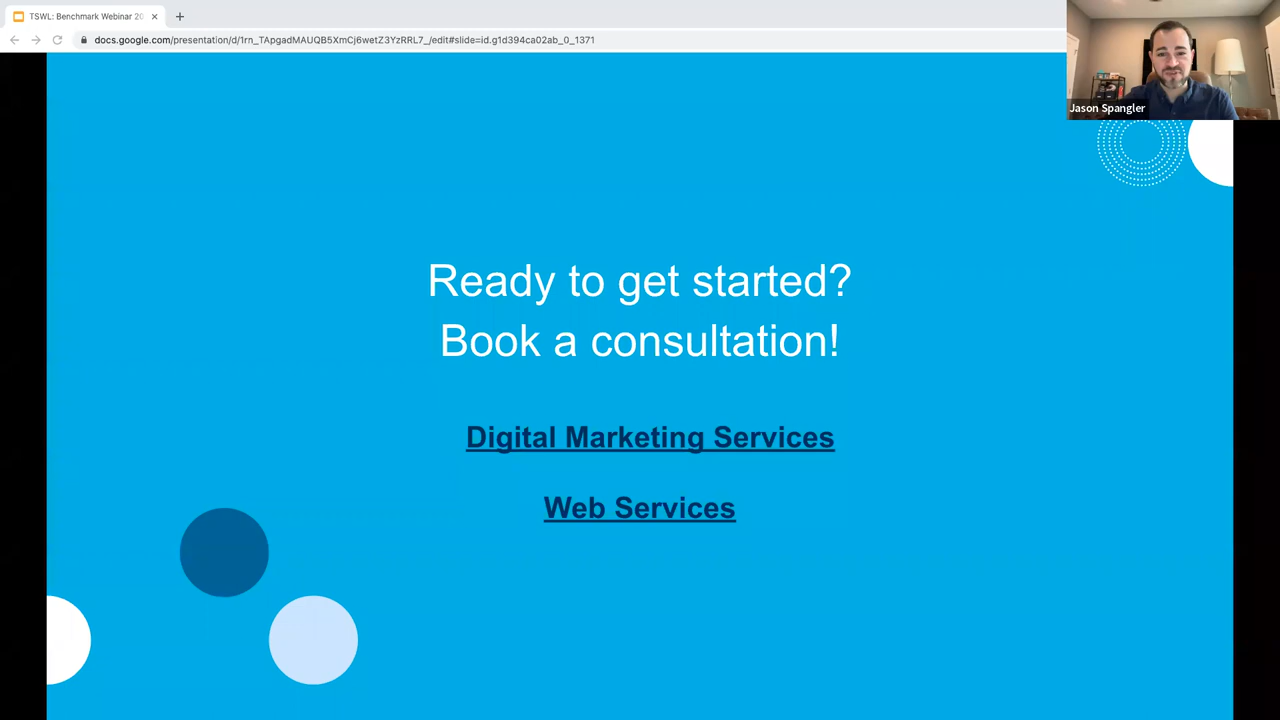 TSWL: Benchmark Webinar 20
docs.google.com/presentation/d/1rn_TApgadMAUQB5XmCj6wetZ3YzRRL7_/edit#slide=id.g1d394ca02ab_0_1371
Jason Spangler
Ready to get started?
Book a consultation!
Digital Marketing Services
Web Services